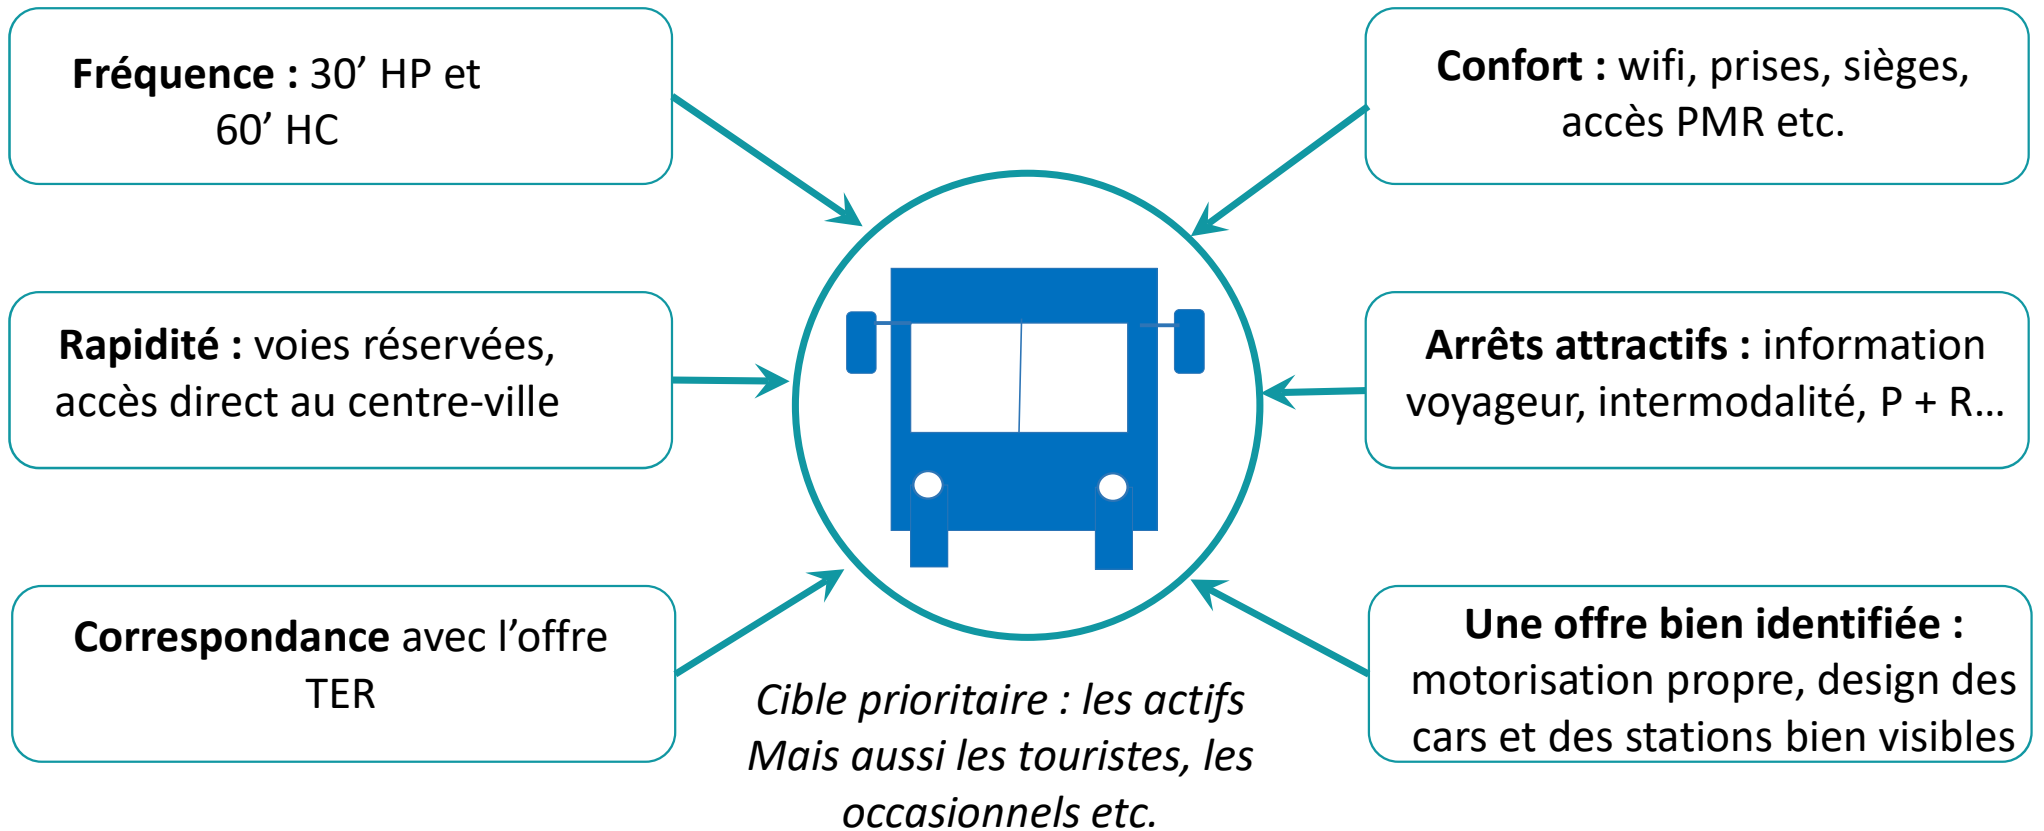 Fréquence : 30’ HP et
60’ HC
Confort : wifi, prises, sièges,
accès PMR etc.
Rapidité : voies réservées,
accès direct au centre-ville
Arrêts attractifs : information
voyageur, intermodalité, P + R…
Correspondance avec l’offre
TER
Une offre bien identifiée :
motorisation propre, design des
cars et des stations bien visibles
Cible prioritaire : les actifs
Mais aussi les touristes, les
occasionnels etc.